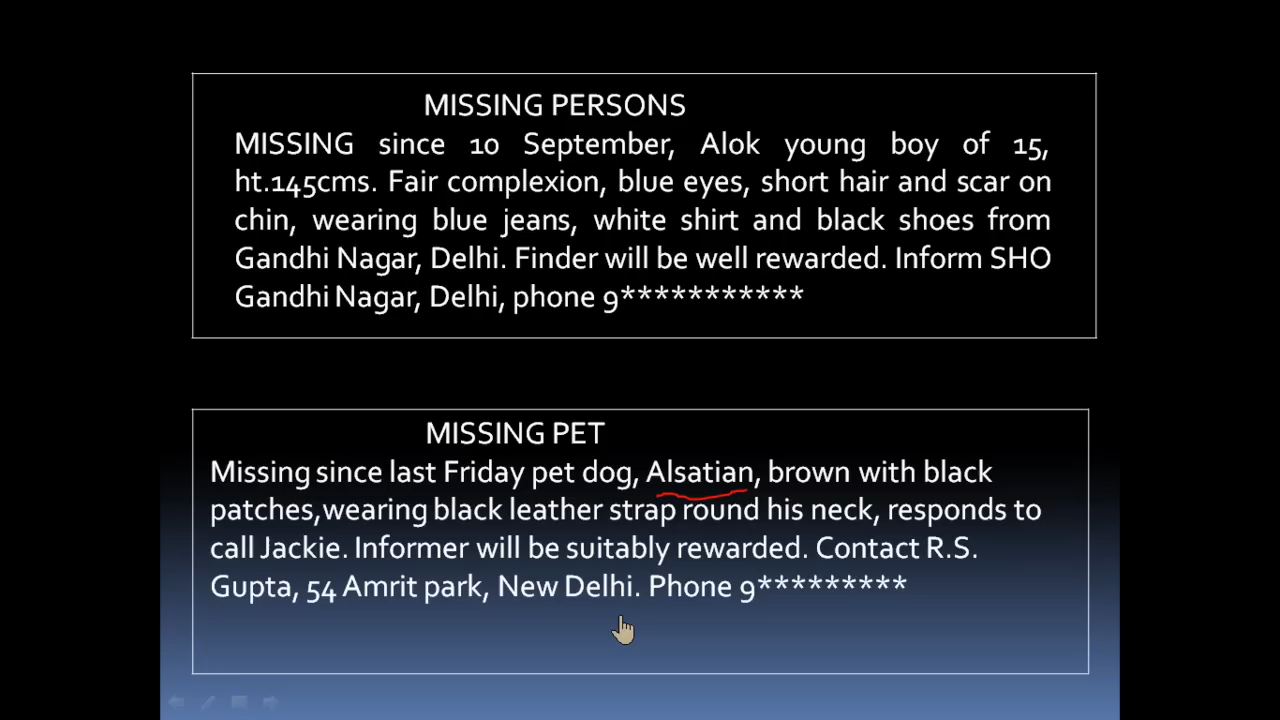 MISSING PERSONS
MISSING since 10 September, Alok young boy of 15,
ht.145cms. Fair complexion, blue eyes, short hair and scar on
chin, wearing blue jeans, white shirt and black shoes from
Gandhi Nagar, Delhi. Finder will be well rewarded. Inform SHO
Gandhi Nagar, Delhi, phone 9***********
MISSING PET
Missing since last Friday pet dog, Alsatian, brown with black
patches,wearing black leather strap round his neck, responds to
call Jackie. Informer will be suitably rewarded. Contact R.S.
Gupta, 54 Amrit park, New Delhi. Phone 9*********